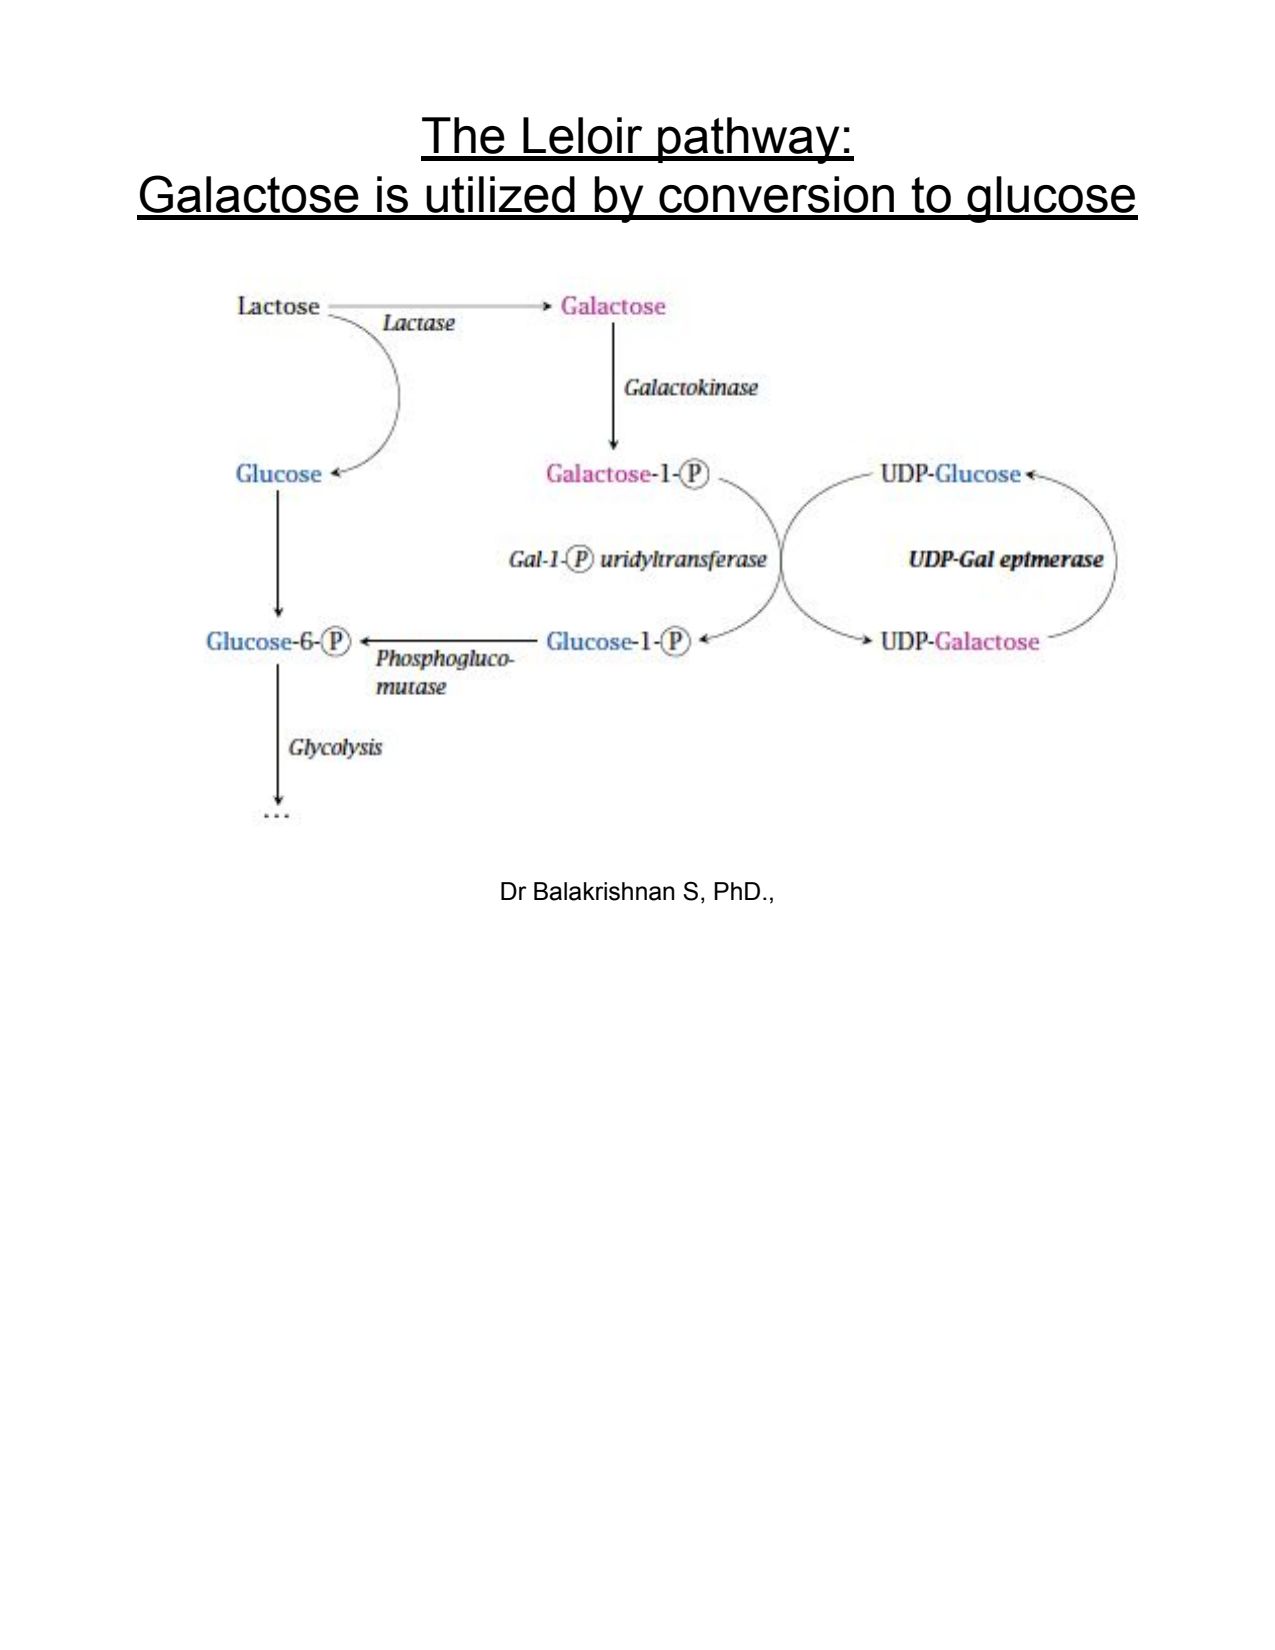 The Leloir pathway:
Galactose is utilized by conversion to glucose
Lactose
Lactase
Galactose
Galactokinase
Glucose
Galactose-1-P
UDP-Glucose
Gal-1-P uridyltransferase
UDP-Gal epimerase
Glucose-6-P
Phosphogluco-
mutase
Glucose-1-P
UDP-Galactose
Glycolysis
...
Dr Balakrishnan S, PhD.,